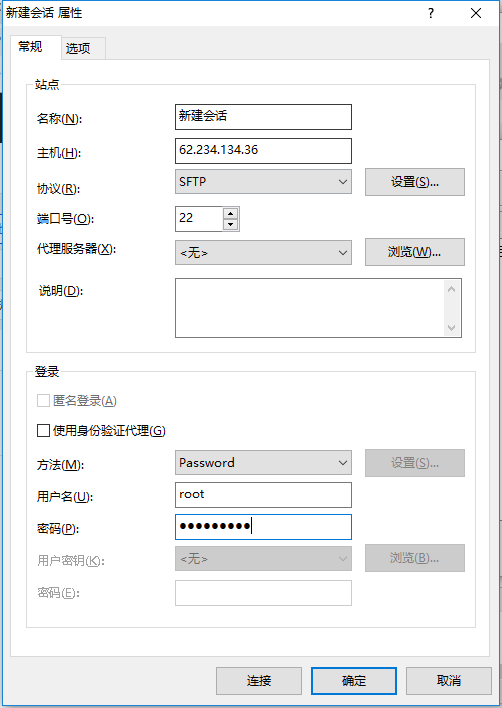 新建会话 属性
常规 选项
站点
名称(N): 新建会话
主机(H): 62.234.134.36
协议(R): SFTP 设置(S)...
端口号(O): 22
代理服务器(X): <无> 浏览(W)...
说明(D):
登录
匿名登录(A)
使用身份验证代理(G)
方法(M): Password 设置(S)...
用户名(U): root
密码(P): ●●●●●●●●●
用户密钥(K): <无> 浏览(B)...
密码(E):
连接 确定 取消